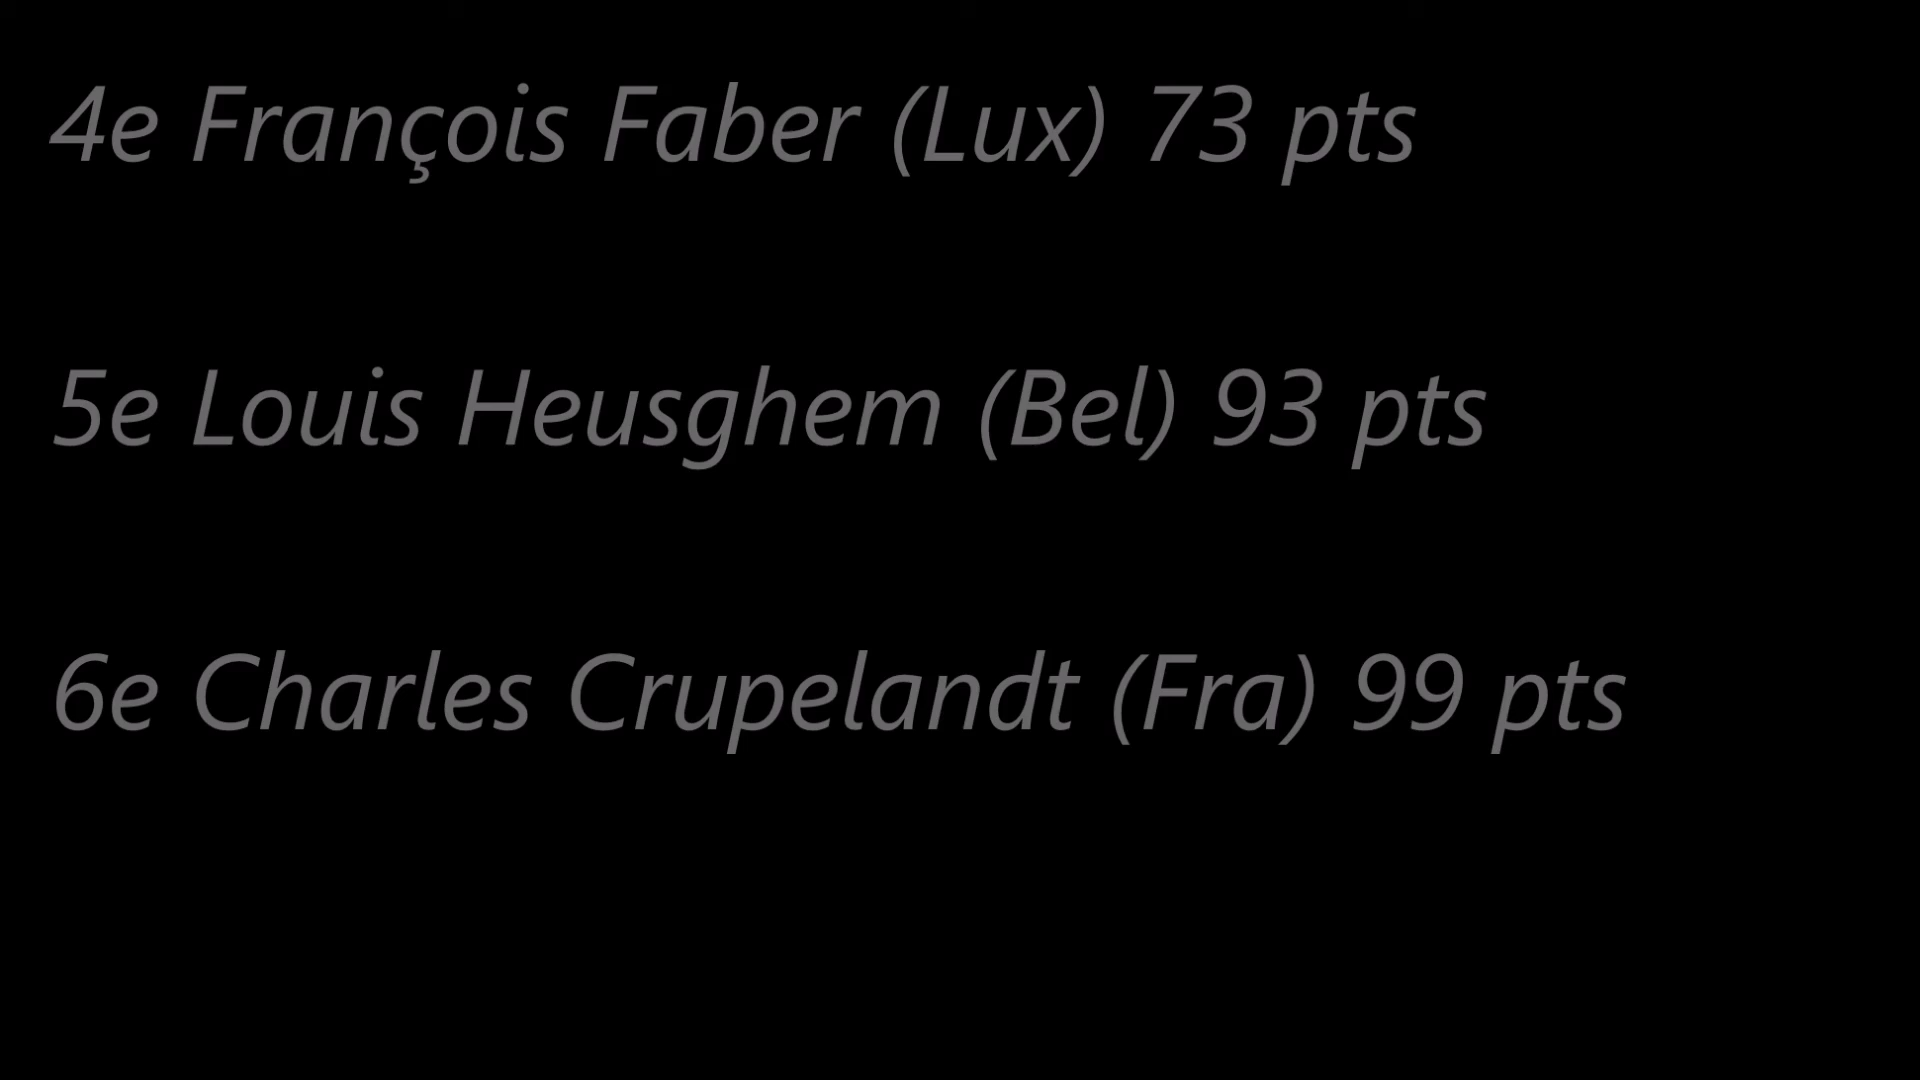 4e François Faber (Lux) 73 pts
5e Louis Heusghem (Bel) 93 pts
6e Charles Crupelandt (Fra) 99 pts